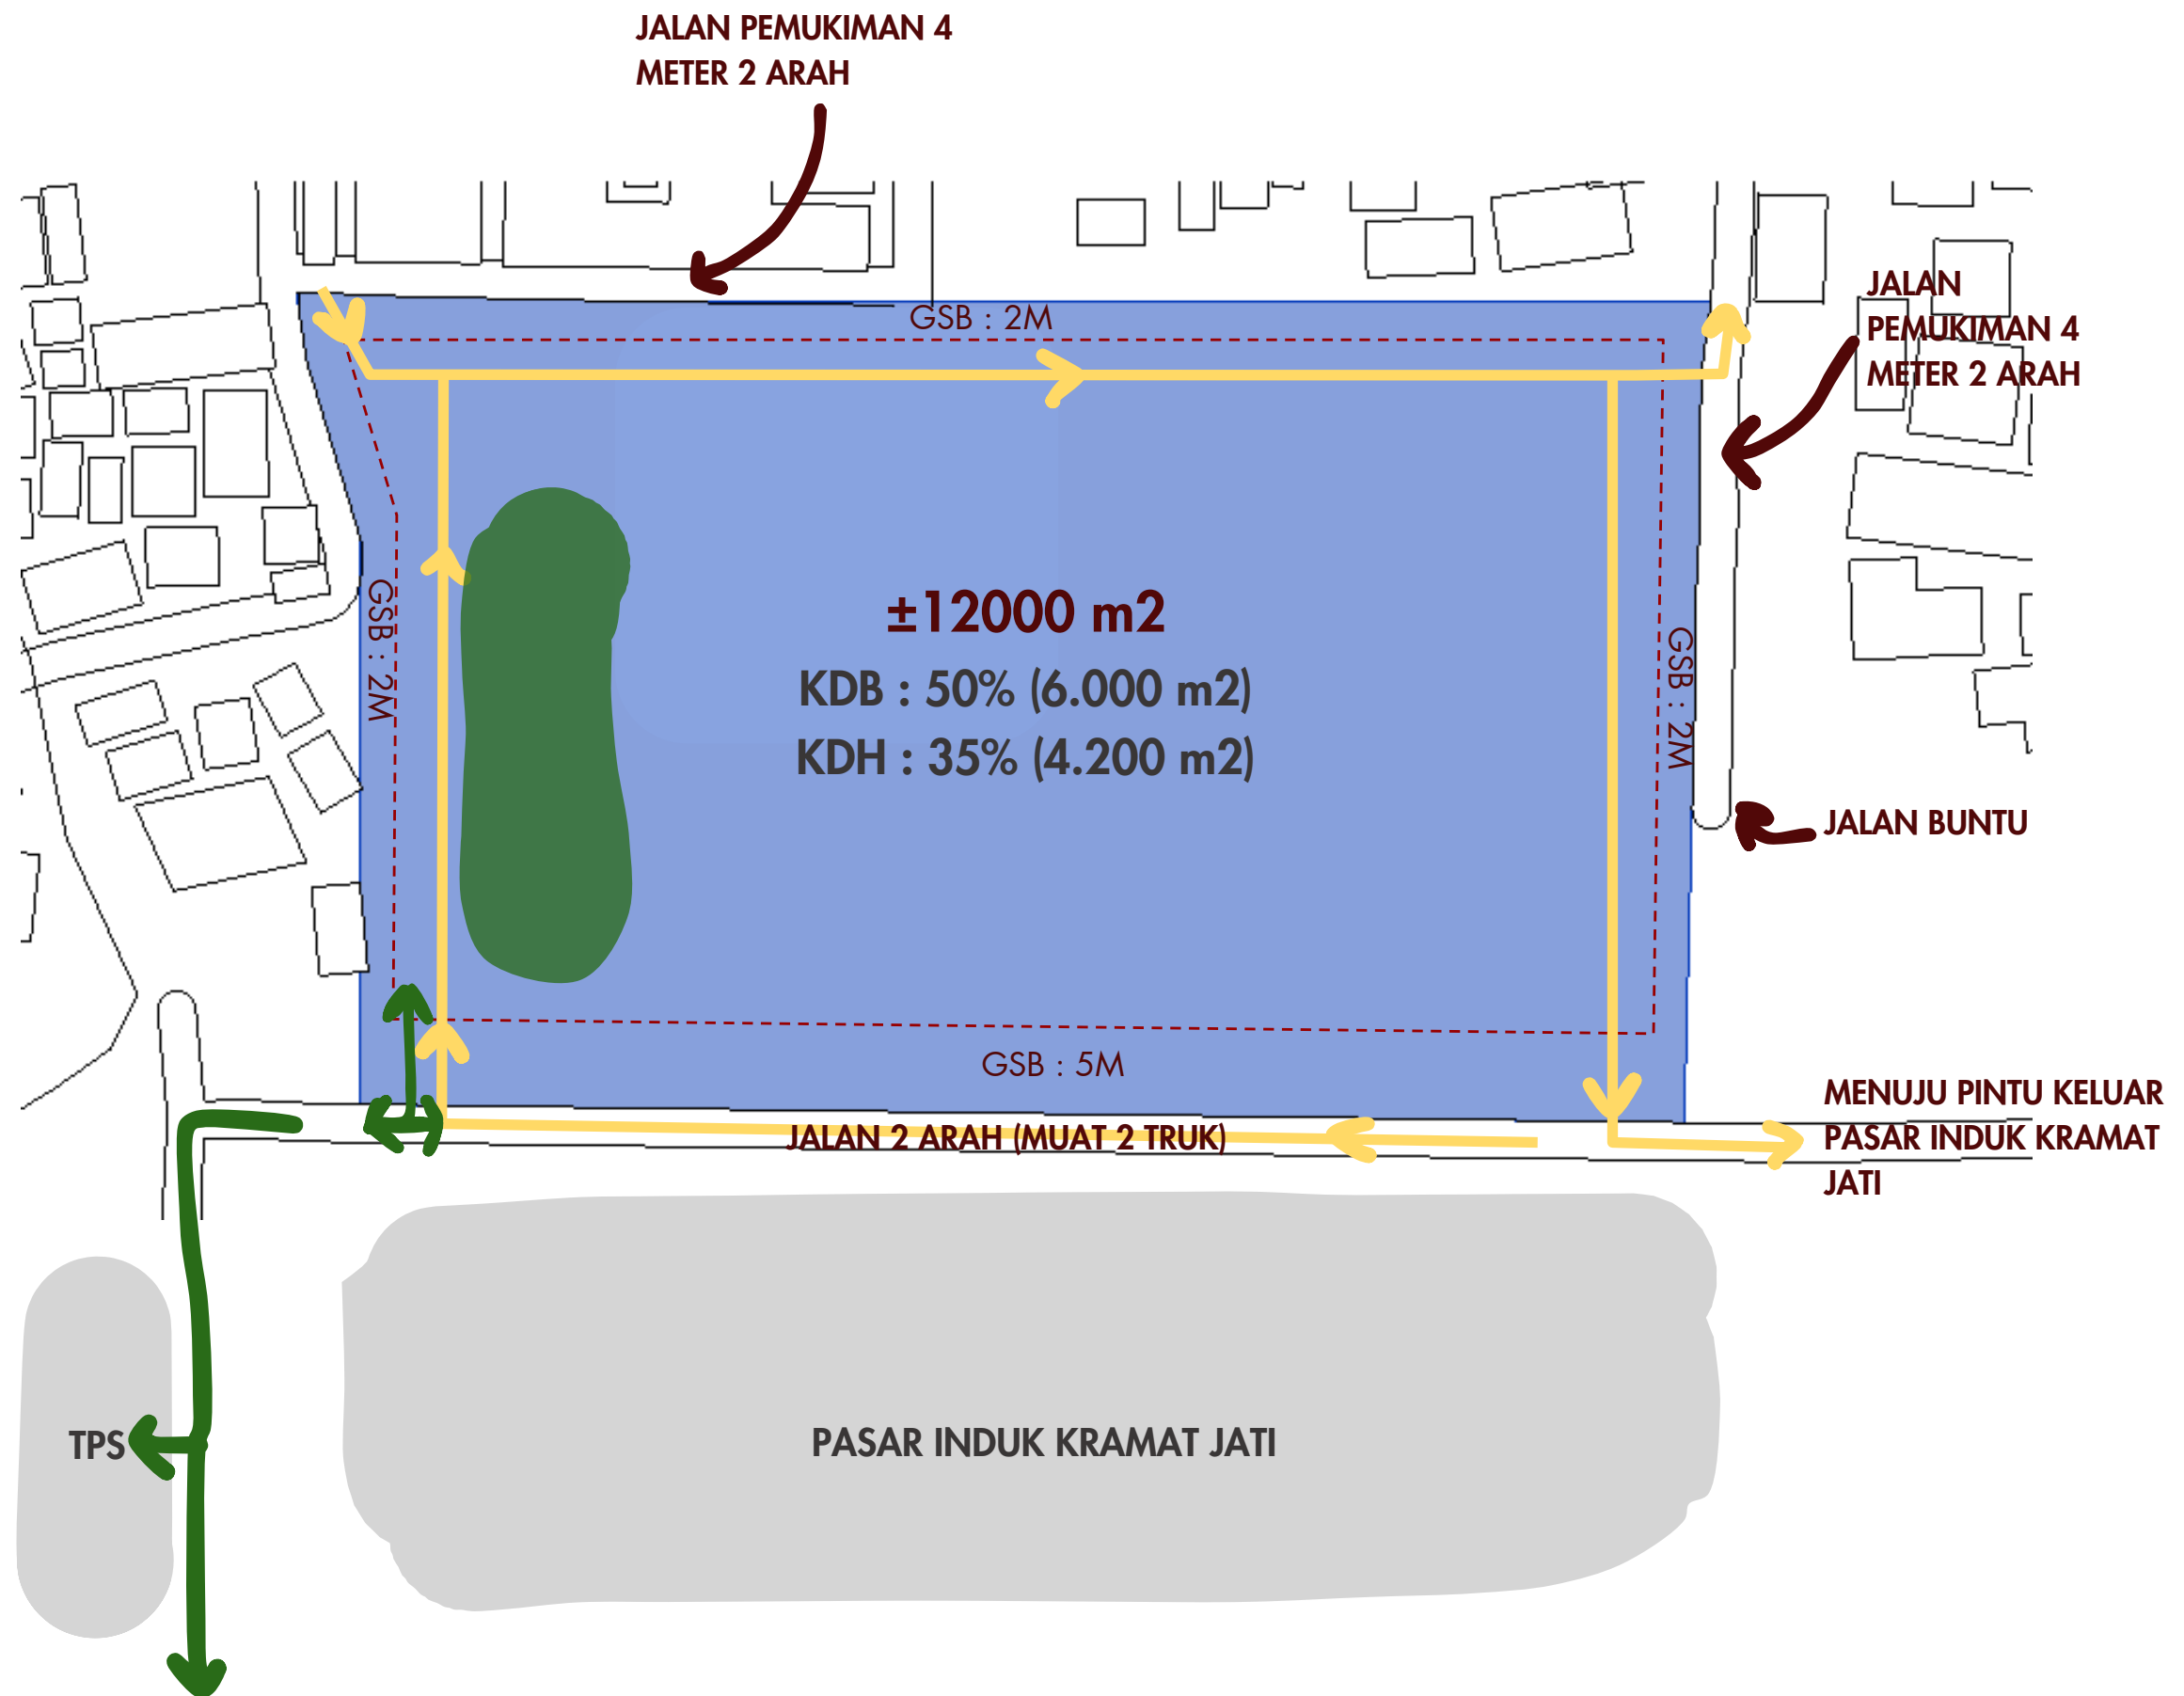 JALAN PEMUKIMAN 4
METER 2 ARAH
JALAN
PEMUKIMAN 4
METER 2 ARAH
GSB : 2M
GSB : 2M
±12000 m2
KDB : 50% (6.000 m2)
KDH : 35% (4.200 m2)
GSB : 2M
JALAN BUNTU
GSB : 5M
JALAN 2 ARAH (MUAT 2 TRUK)
MENUJU PINTU KELUAR
PASAR INDUK KRAMAT
JATI
TPS
PASAR INDUK KRAMAT JATI